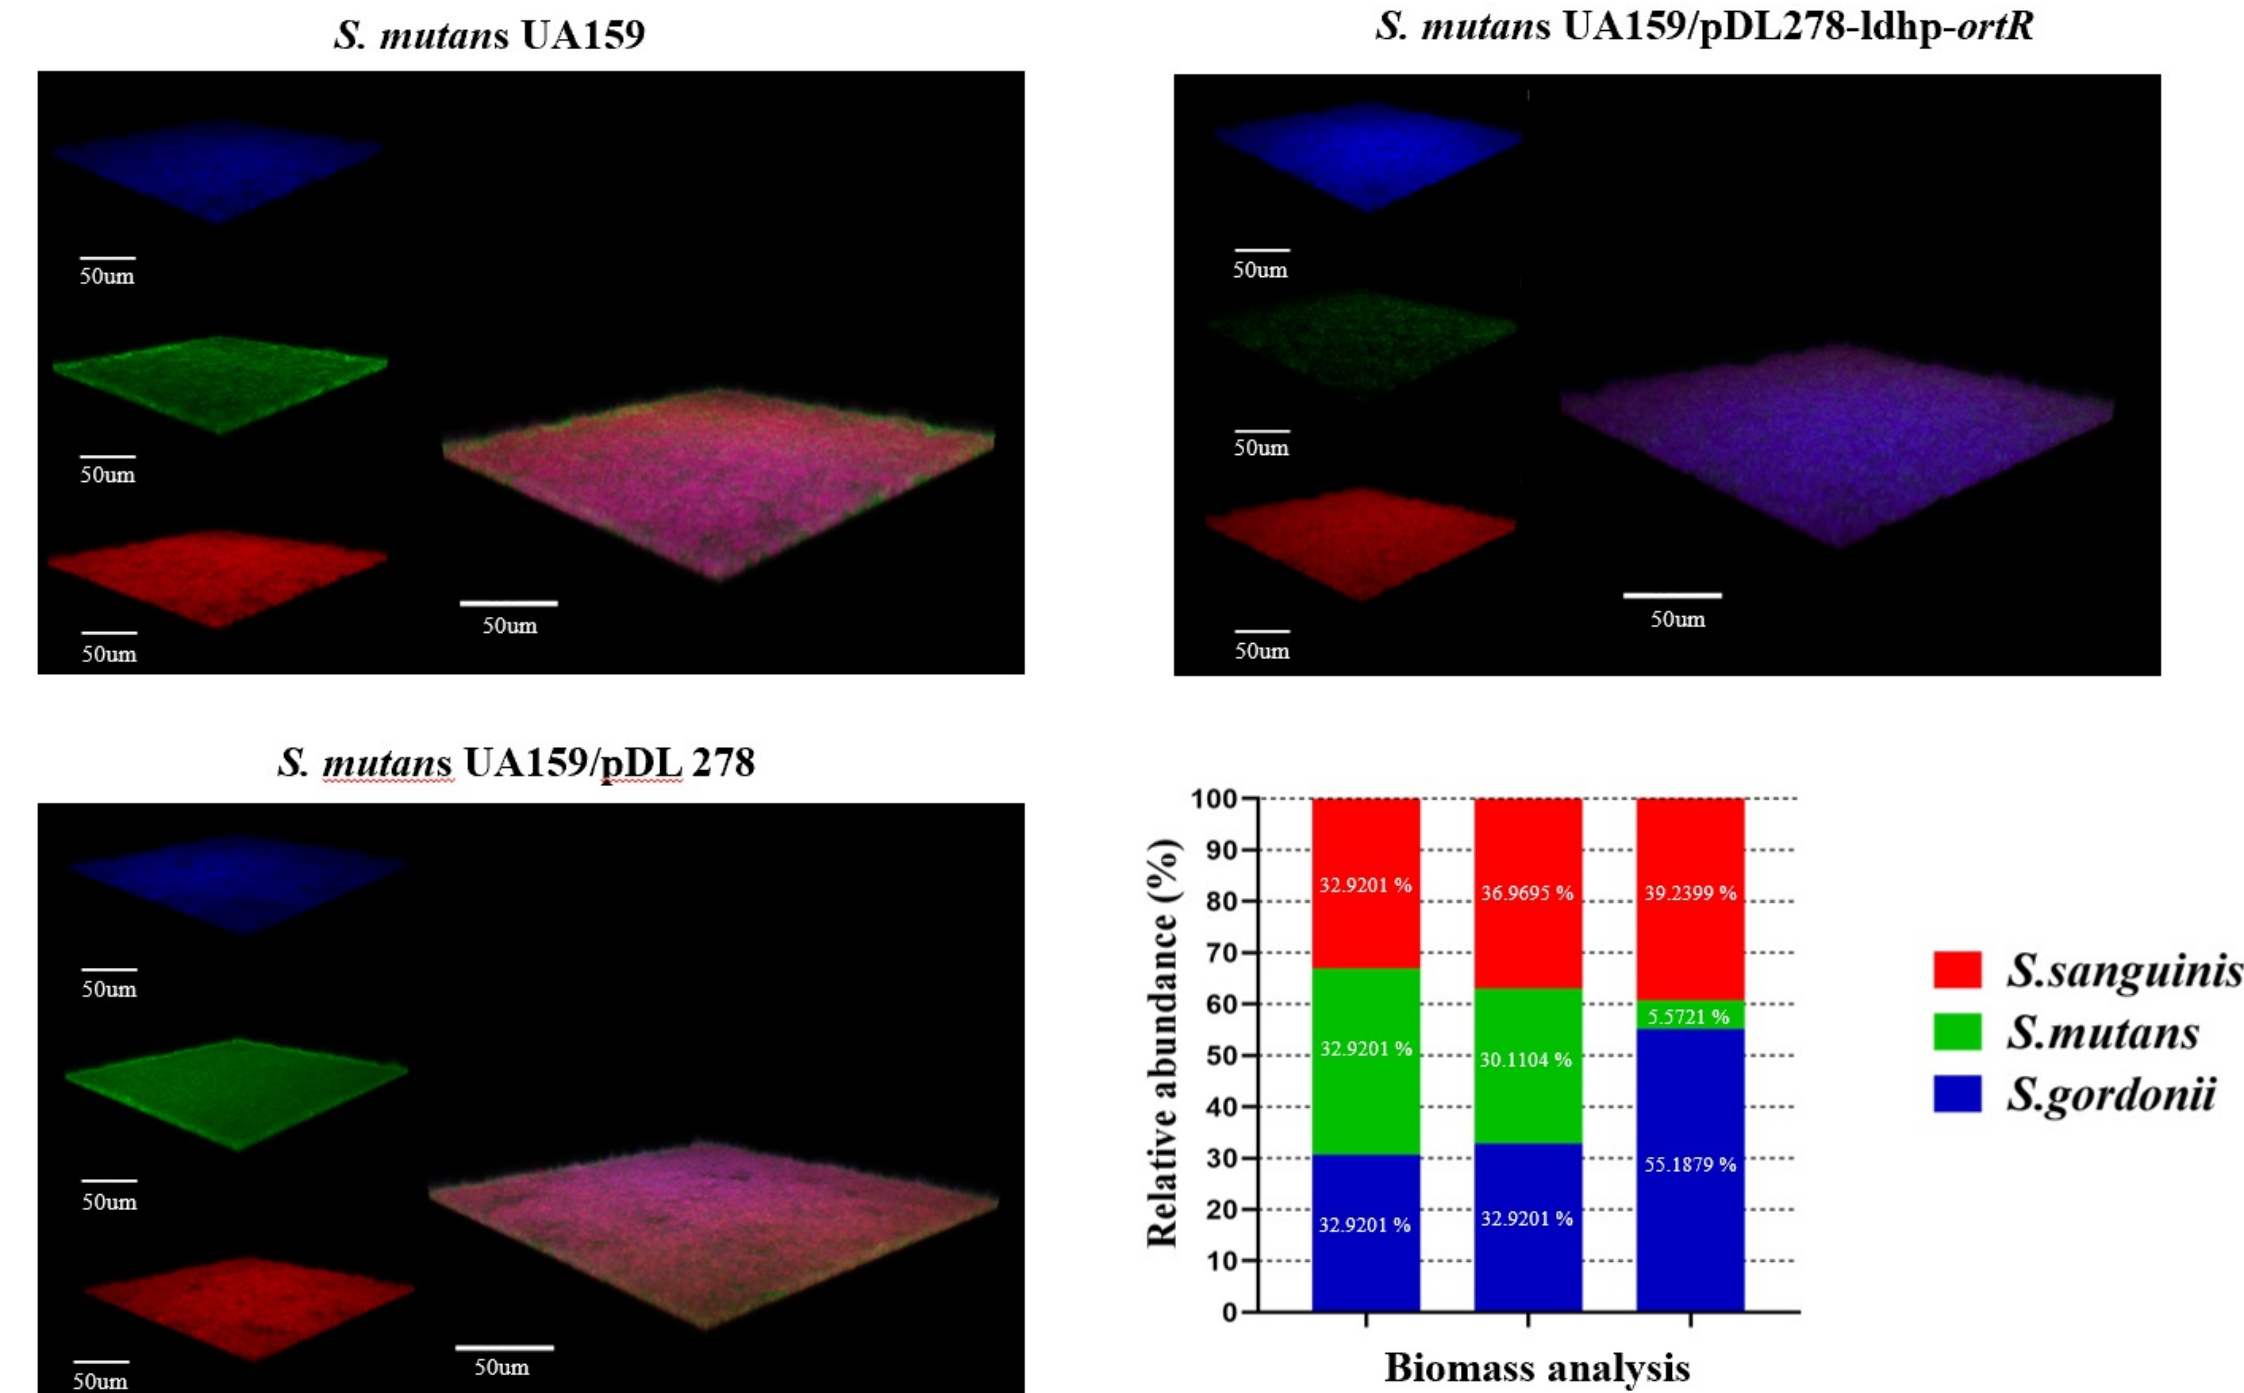 S. mutans UA159
S. mutans UA159/pDL278-ldhp-ortR
50um
50um
50um
50um
50um
50um
50um
50um
S. mutans UA159/pDL 278
50um
50um
50um
50um
Relative abundance (%)
100
90
80
70
60
50
40
30
20
10
0
32.9201 %
32.9201 %
32.9201 %
36.9695 %
30.1104 %
32.9201 %
39.2399 %
5.5721 %
55.1879 %
Biomass analysis
S.sanguinis
S.mutans
S.gordonii